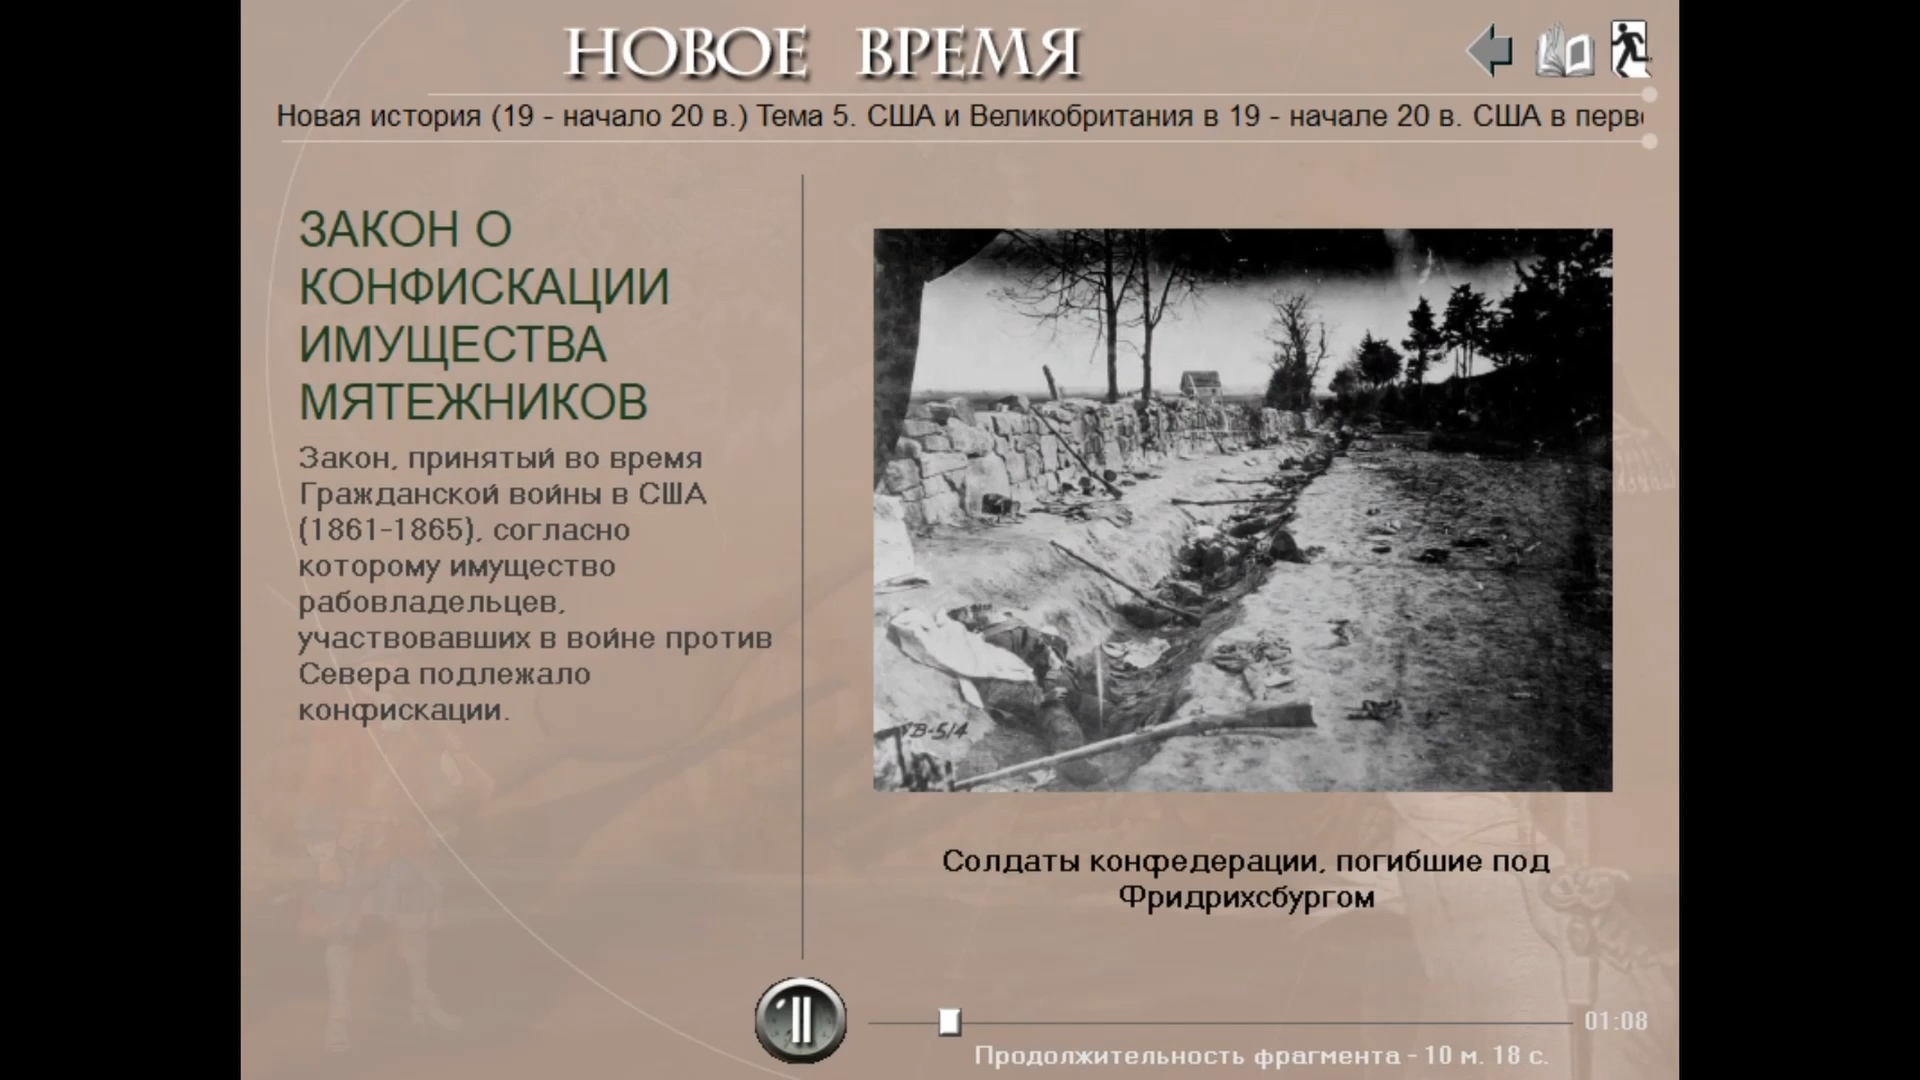 НОВОЕ ВРЕМЯ
Новая история (19 - начало 20 в.) Тема 5. США и Великобритания в 19 - начале 20 в. США в перв
ЗАКОН О
КОНФИСКАЦИИ
ИМУЩЕСТВА
МЯТЕЖНИКОВ
Закон, принятый во время
Гражданской войны в США
(1861-1865), согласно
которому имущество
рабовладельцев,
участвовавших в войне против
Севера подлежало
конфискации.
B-514
Солдаты конфедерации, погибшие под
Фридрихсбургом
01:08
Продолжительность фрагмента - 10 м. 18 с.